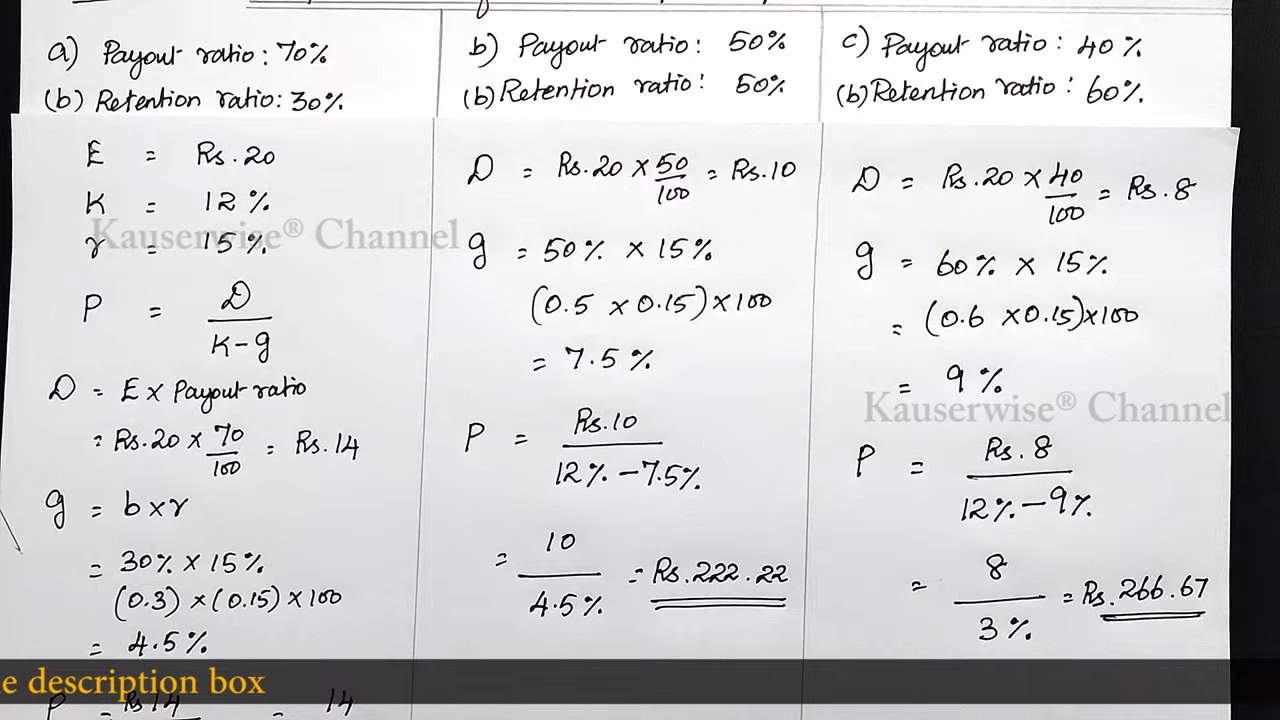 a) Payout ratio: 70%
(b) Retention ratio: 30%
E = Rs. 20
K = 12%
r = 15%
P = D / K-g
D = E x Payout ratio
= Rs. 20 x 70/100 = Rs. 14
g = b x r
= 30% x 15%
(0.3) x (0.15) x 100
= 4.5%
P = Rs 14
= 14
b) Payout ratio: 50%
(b) Retention ratio: 50%
D = Rs. 20 x 50/100 = Rs. 10
g = 50% x 15%
(0.5 x 0.15) x 100
= 7.5%
P = Rs. 10 / 12% - 7.5%
= 10 / 4.5% = Rs. 222.22
c) Payout ratio: 40%
(b) Retention ratio: 60%
D = Rs. 20 x 40/100 = Rs. 8
g = 60% x 15%
= (0.6 x 0.15) x 100
= 9%
P = Rs. 8 / 12% - 9%
= 8 / 3% = Rs. 266.67
Kauserwise® Channel
Kauserwise® Channel
e description box